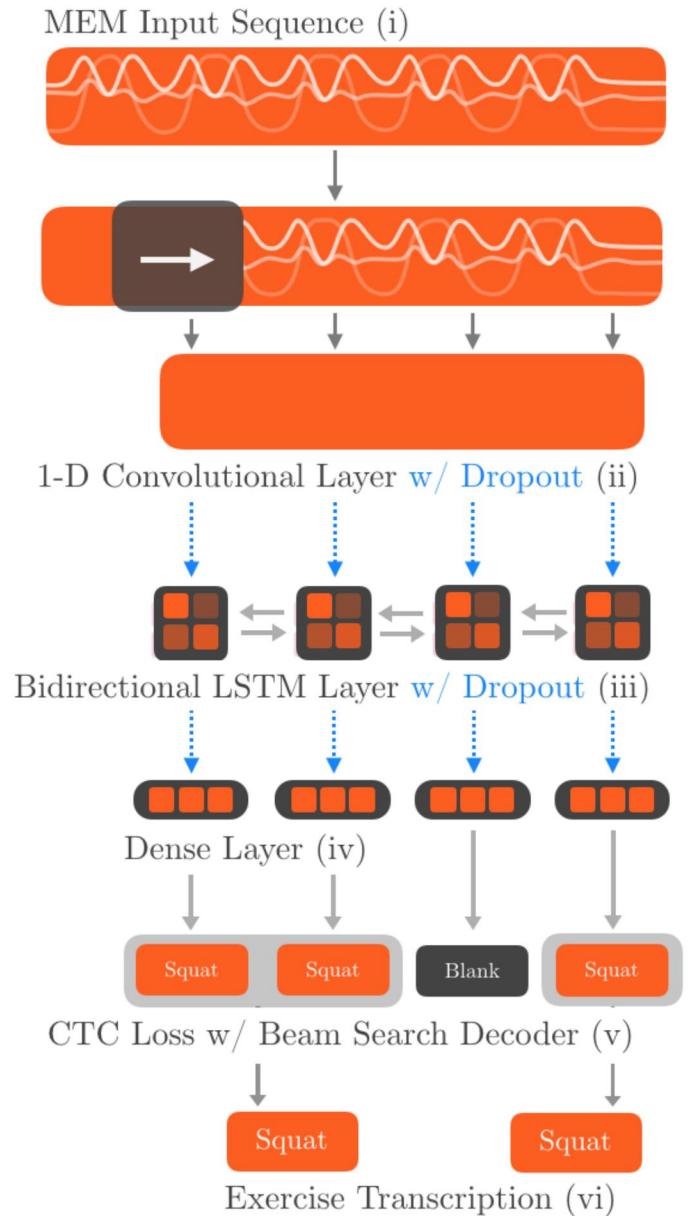 MEM Input Sequence (i)
1-D Convolutional Layer w/ Dropout (ii)
Bidirectional LSTM Layer w/ Dropout (iii)
Dense Layer (iv)
Squat Squat Blank Squat
CTC Loss w/ Beam Search Decoder (v)
Squat Squat
Exercise Transcription (vi)